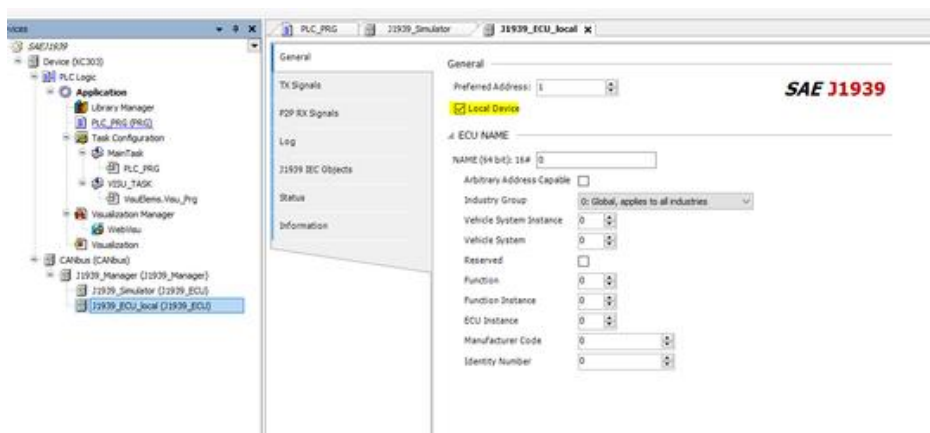 vices
SAEJ1939
Device (XC303)
PLC Logic
Application
Library Manager
PLC_PRG (PRG)
Task Configuration
MainTask
PLC_PRG
VISU_TASK
VisuElems.Visu_Prg
Visualization Manager
WebVisu
Visualization
CANbus (CANbus)
J1939_Manager (J1939_Manager)
J1939_Simulator (J1939_ECU)
J1939_ECU_local (J1939_ECU)
PLC_PRG J1939_Simulator J1939_ECU_local
General
TX Signals
P2P RX Signals
Log
J1939 IEC Objects
Status
Information
General
Preferred Address: 1
SAE J1939
Local Device
ECU NAME
NAME (64 bit): 16# 0
Arbitrary Address Capable
Industry Group 0: Global, applies to all industries
Vehicle System Instance 0
Vehicle System 0
Reserved
Function 0
Function Instance 0
ECU Instance 0
Manufacturer Code 0
Identity Number 0